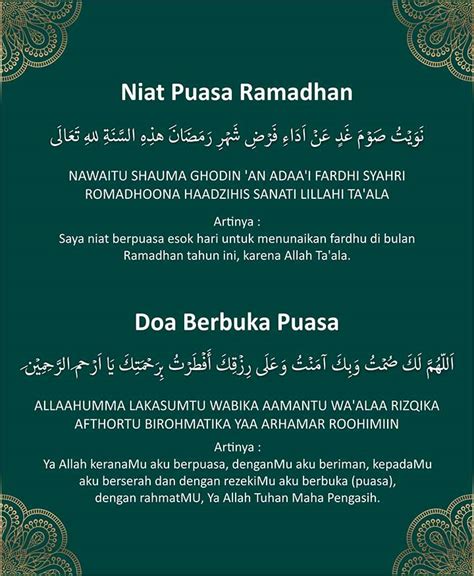 Niat Puasa Ramadhan
نَوَيْتُ صَوْمَ غَدٍ عَنْ أَدَاءِ فَرْضِ شَهْرِ رَمَضَانَ هٰذِهِ السَّنَةِ لِلهِ تَعَالَى
NAWAITU SHAUMA GHODIN 'AN ADAA'I FARDHI SYAHRI
ROMADHOONA HAADZIHIS SANATI LILLAHI TA'ALA
Artinya :
Saya niat berpuasa esok hari untuk menunaikan fardhu di bulan
Ramadhan tahun ini, karena Allah Ta'ala.
Doa Berbuka Puasa
اَللّٰهُمَّ لَكَ صُمْتُ وَبِكَ آمَنْتُ وَعَلَى رِزْقِكَ أَفْطَرْتُ بِرَحْمَتِكَ يَا اَرْحَمَ الرَّحِمِيْنَ
ALLAAHUMMA LAKASUMTU WABIKA AAMANTU WA'ALAA RIZQIKA
AFTHORTU BIROHMATIKA YAA ARHAMAR ROOHIMIIN
Artinya :
Ya Allah keranaMu aku berpuasa, denganMu aku beriman, kepadaMu
aku berserah dan dengan rezekiMu aku berbuka (puasa),
dengan rahmatMU, Ya Allah Tuhan Maha Pengasih.